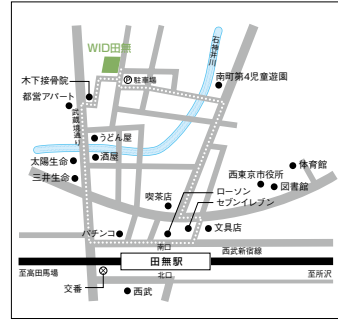 WID田無
石神井川
木下接骨院
P 駐車場
南町第4児童遊園
都営アパート
武蔵境通り
うどん屋
酒屋
太陽生命
三井生命
体育館
西東京市役所
図書館
喫茶店
ローソン
セブンイレブン
パチンコ
文具店
南口
西武新宿線
田無駅
至高田馬場
北口
至所沢
交番
西武